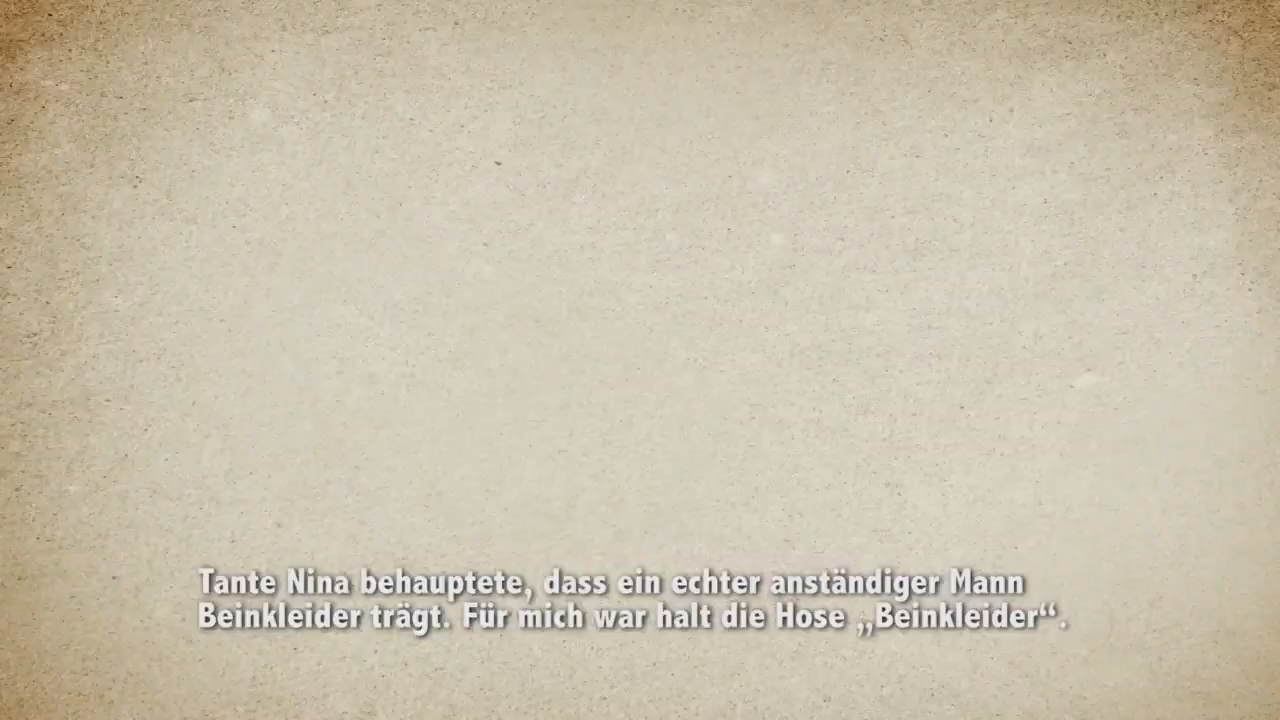 Tante Nina behauptete, dass ein echter anständiger Mann
Beinkleider trägt. Für mich war halt die Hose „Beinkleider“.